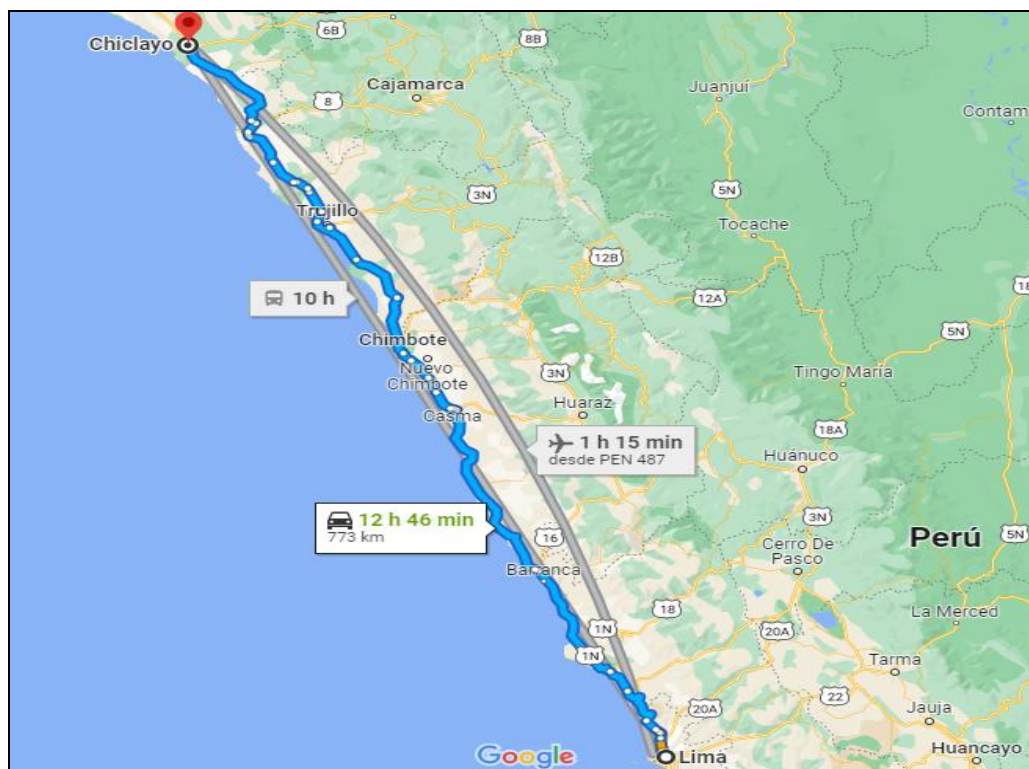 6B
8B
Chiclayo
Cajamarca
8
Juanjuí
Contam
3N
5N
Trujillo
Tocache
12B
10 h
12A
18
5N
Chimbote
Nuevo
Chimbote
3N
Tingo María
Casma
Huaraz
18A
1 h 15 min
desde PEN 487
Huánuco
12 h 46 min
773 km
3N
16
Perú
5N
Cerro De
Pasco
Barranca
18
La Merced
1N
20A
1N
Tarma
20A
22
Jauja
Google
Lima
Huancayo